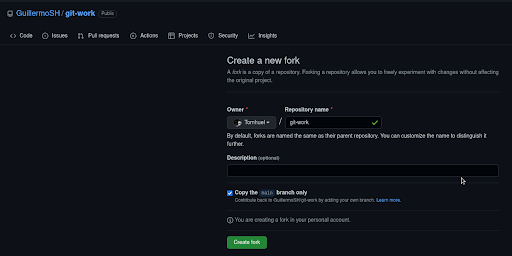 GuillermoSH / git-work Public
Code Issues Pull requests Actions Projects Security Insights
Create a new fork
A fork is a copy of a repository. Forking a repository allows you to freely experiment with changes without affecting
the original project.
Owner * Repository name *
Tomhuel / git-work
By default, forks are named the same as their parent repository. You can customize the name to distinguish it
further.
Description (optional)
Copy the main branch only
Contribute back to GuillermoSH/git-work by adding your own branch. Learn more.
You are creating a fork in your personal account.
Create fork